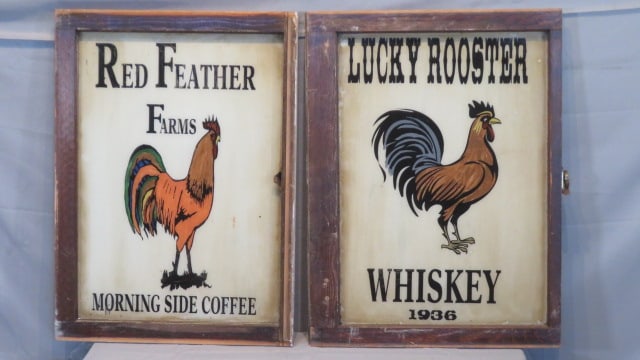 RED FEATHER
FARMS
MORNING SIDE COFFEE
LUCKY ROOSTER
WHISKEY
1936